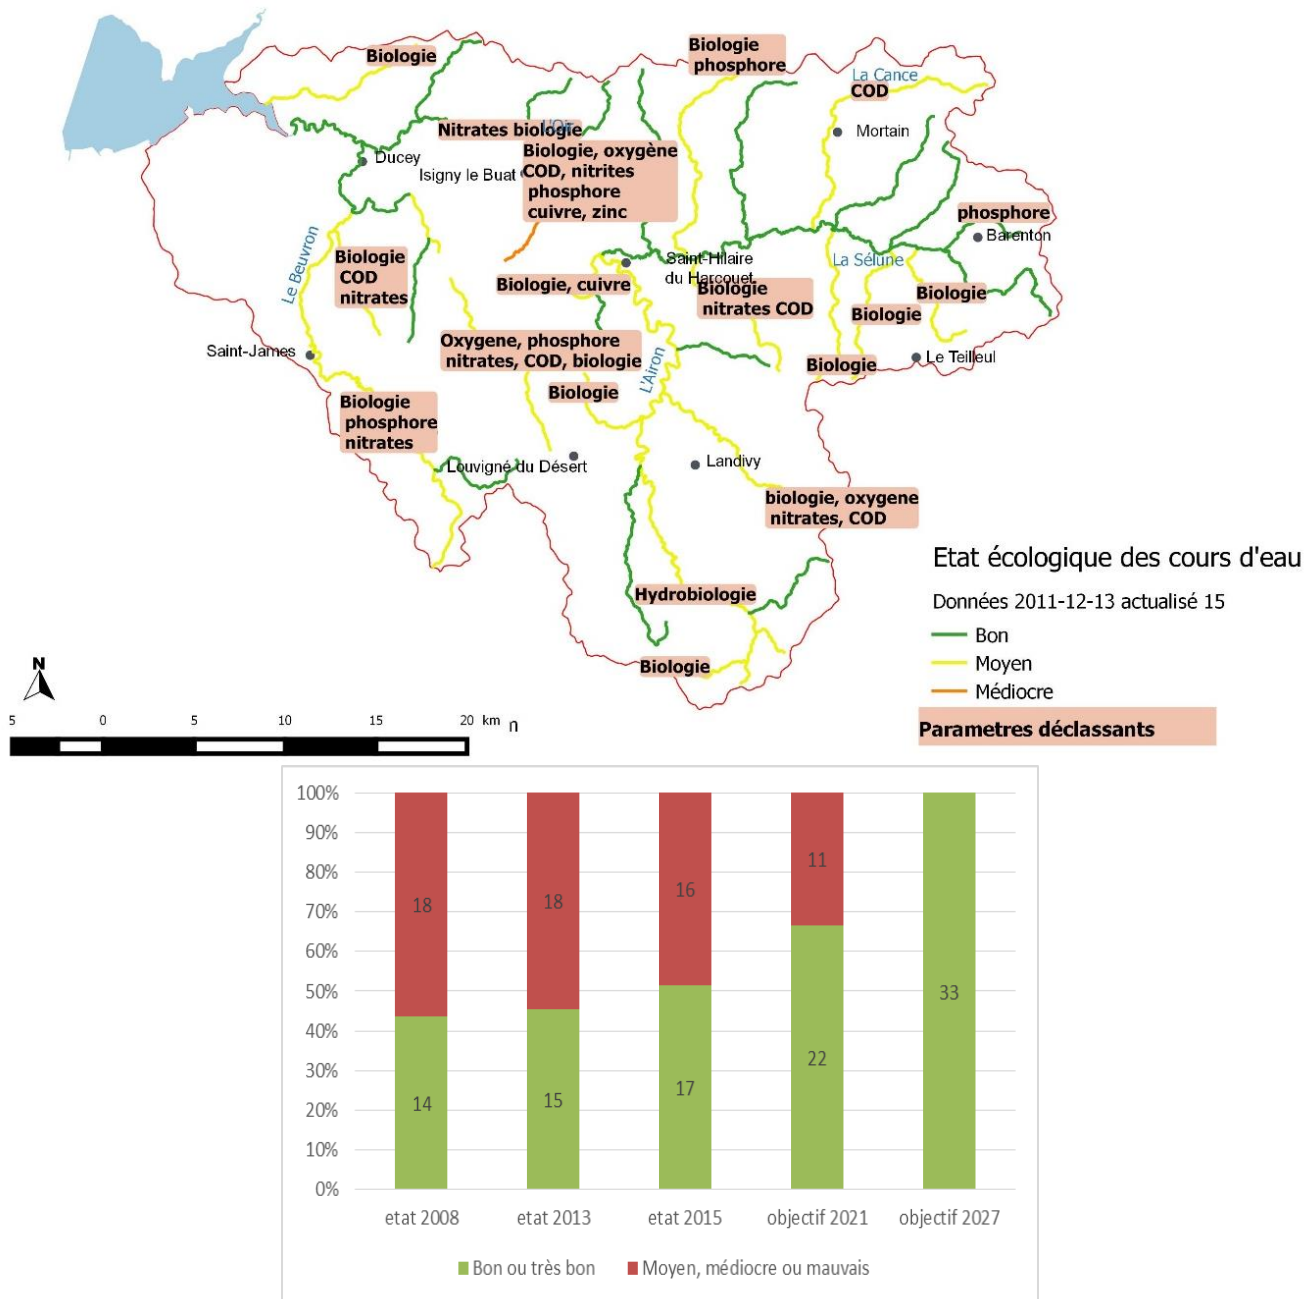 Biologie
Biologie
phosphore
La Cance
COD
Mortain
Nitrates biologie
L'Oir
Ducey
Isigny le Buat
Biologie, oxygène
COD, nitrites
phosphore
cuivre, zinc
phosphore
Barenton
Le Beuvron
Biologie
COD
nitrates
Saint-Hilaire
du Harcouet
La Sélune
Biologie, cuivre
Biologie
nitrates COD
Biologie
Biologie
Saint-James
Oxygene, phosphore
nitrates, COD, biologie
L'Airon
Biologie
Le Teilleul
Biologie
Biologie
phosphore
nitrates
Louvigné du Désert
Landivy
biologie, oxygene
nitrates, COD
Hydrobiologie
Biologie
Etat écologique des cours d'eau
Données 2011-12-13 actualisé 15
Bon
Moyen
Médiocre
Parametres déclassants
N
5 0 5 10 15 20 km n
100%
90%
80%
70%
60%
50%
40%
30%
20%
10%
0%
18 18 16 11
14 15 17 22 33
etat 2008 etat 2013 etat 2015 objectif 2021 objectif 2027
Bon ou très bon Moyen, médiocre ou mauvais